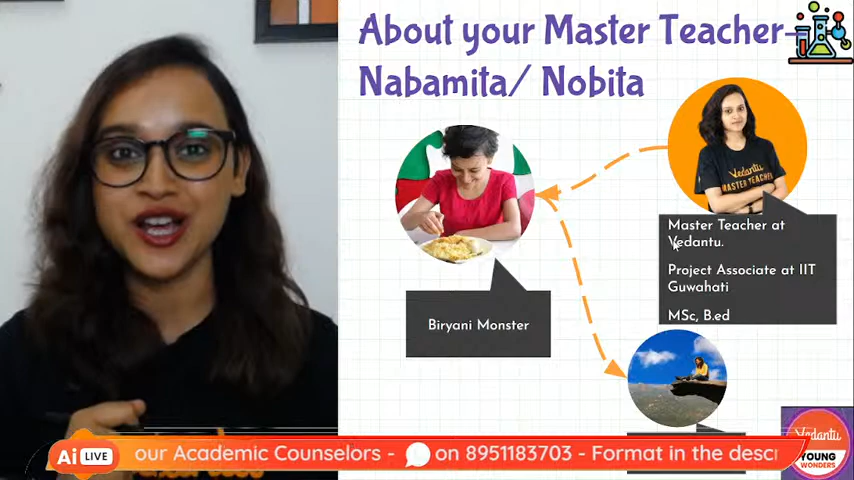 About your Master Teacher-
Nabamita/ Nobita
Vedantu
MASTER TEACHER
Master Teacher at
Vedantu.
Project Associate at IIT
Guwahati
MSc, B.ed
Biryani Monster
Ai LIVE our Academic Counselors - on 8951183703 - Format in the descr
Vedantu
YOUNG
WONDERS